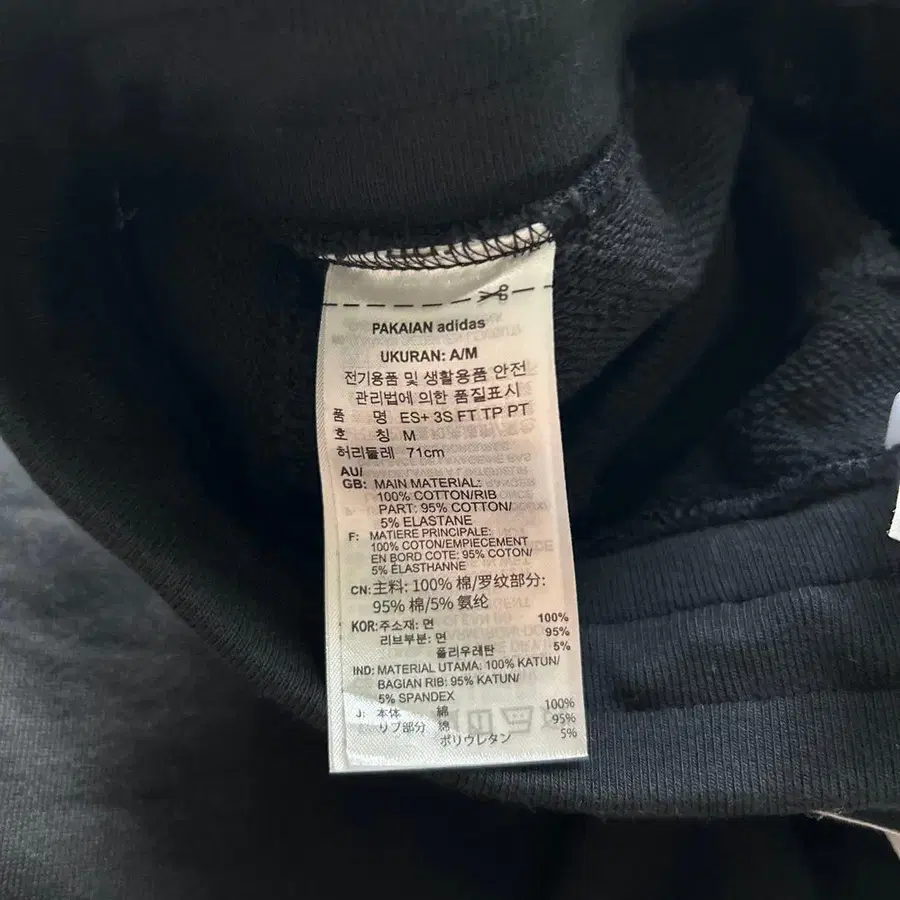 PAKAIAN adidas
UKURAN: A/M
전기용품 및 생활용품 안전
관리법에 의한 품질표시
품 명 ES+ 3S FT TP PT
호 칭 M
허리둘레 71cm
AU/
GB: MAIN MATERIAL:
100% COTTON/RIB
PART: 95% COTTON/
5% ELASTANE
F: MATIERE PRINCIPALE:
100% COTON/EMPIECEMENT
EN BORD COTE: 95% COTON/
5% ELASTHANNE
CN: 主料: 100% 棉/罗纹部分:
95% 棉/5% 氨纶
KOR: 주소재: 면 100%
리브부분: 면 95%
폴리우레탄 5%
IND: MATERIAL UTAMA: 100% KATUN/
BAGIAN RIB: 95% KATUN/
5% SPANDEX
J: 本体 綿 100%
リブ部分 綿 95%
ポリウレタン 5%